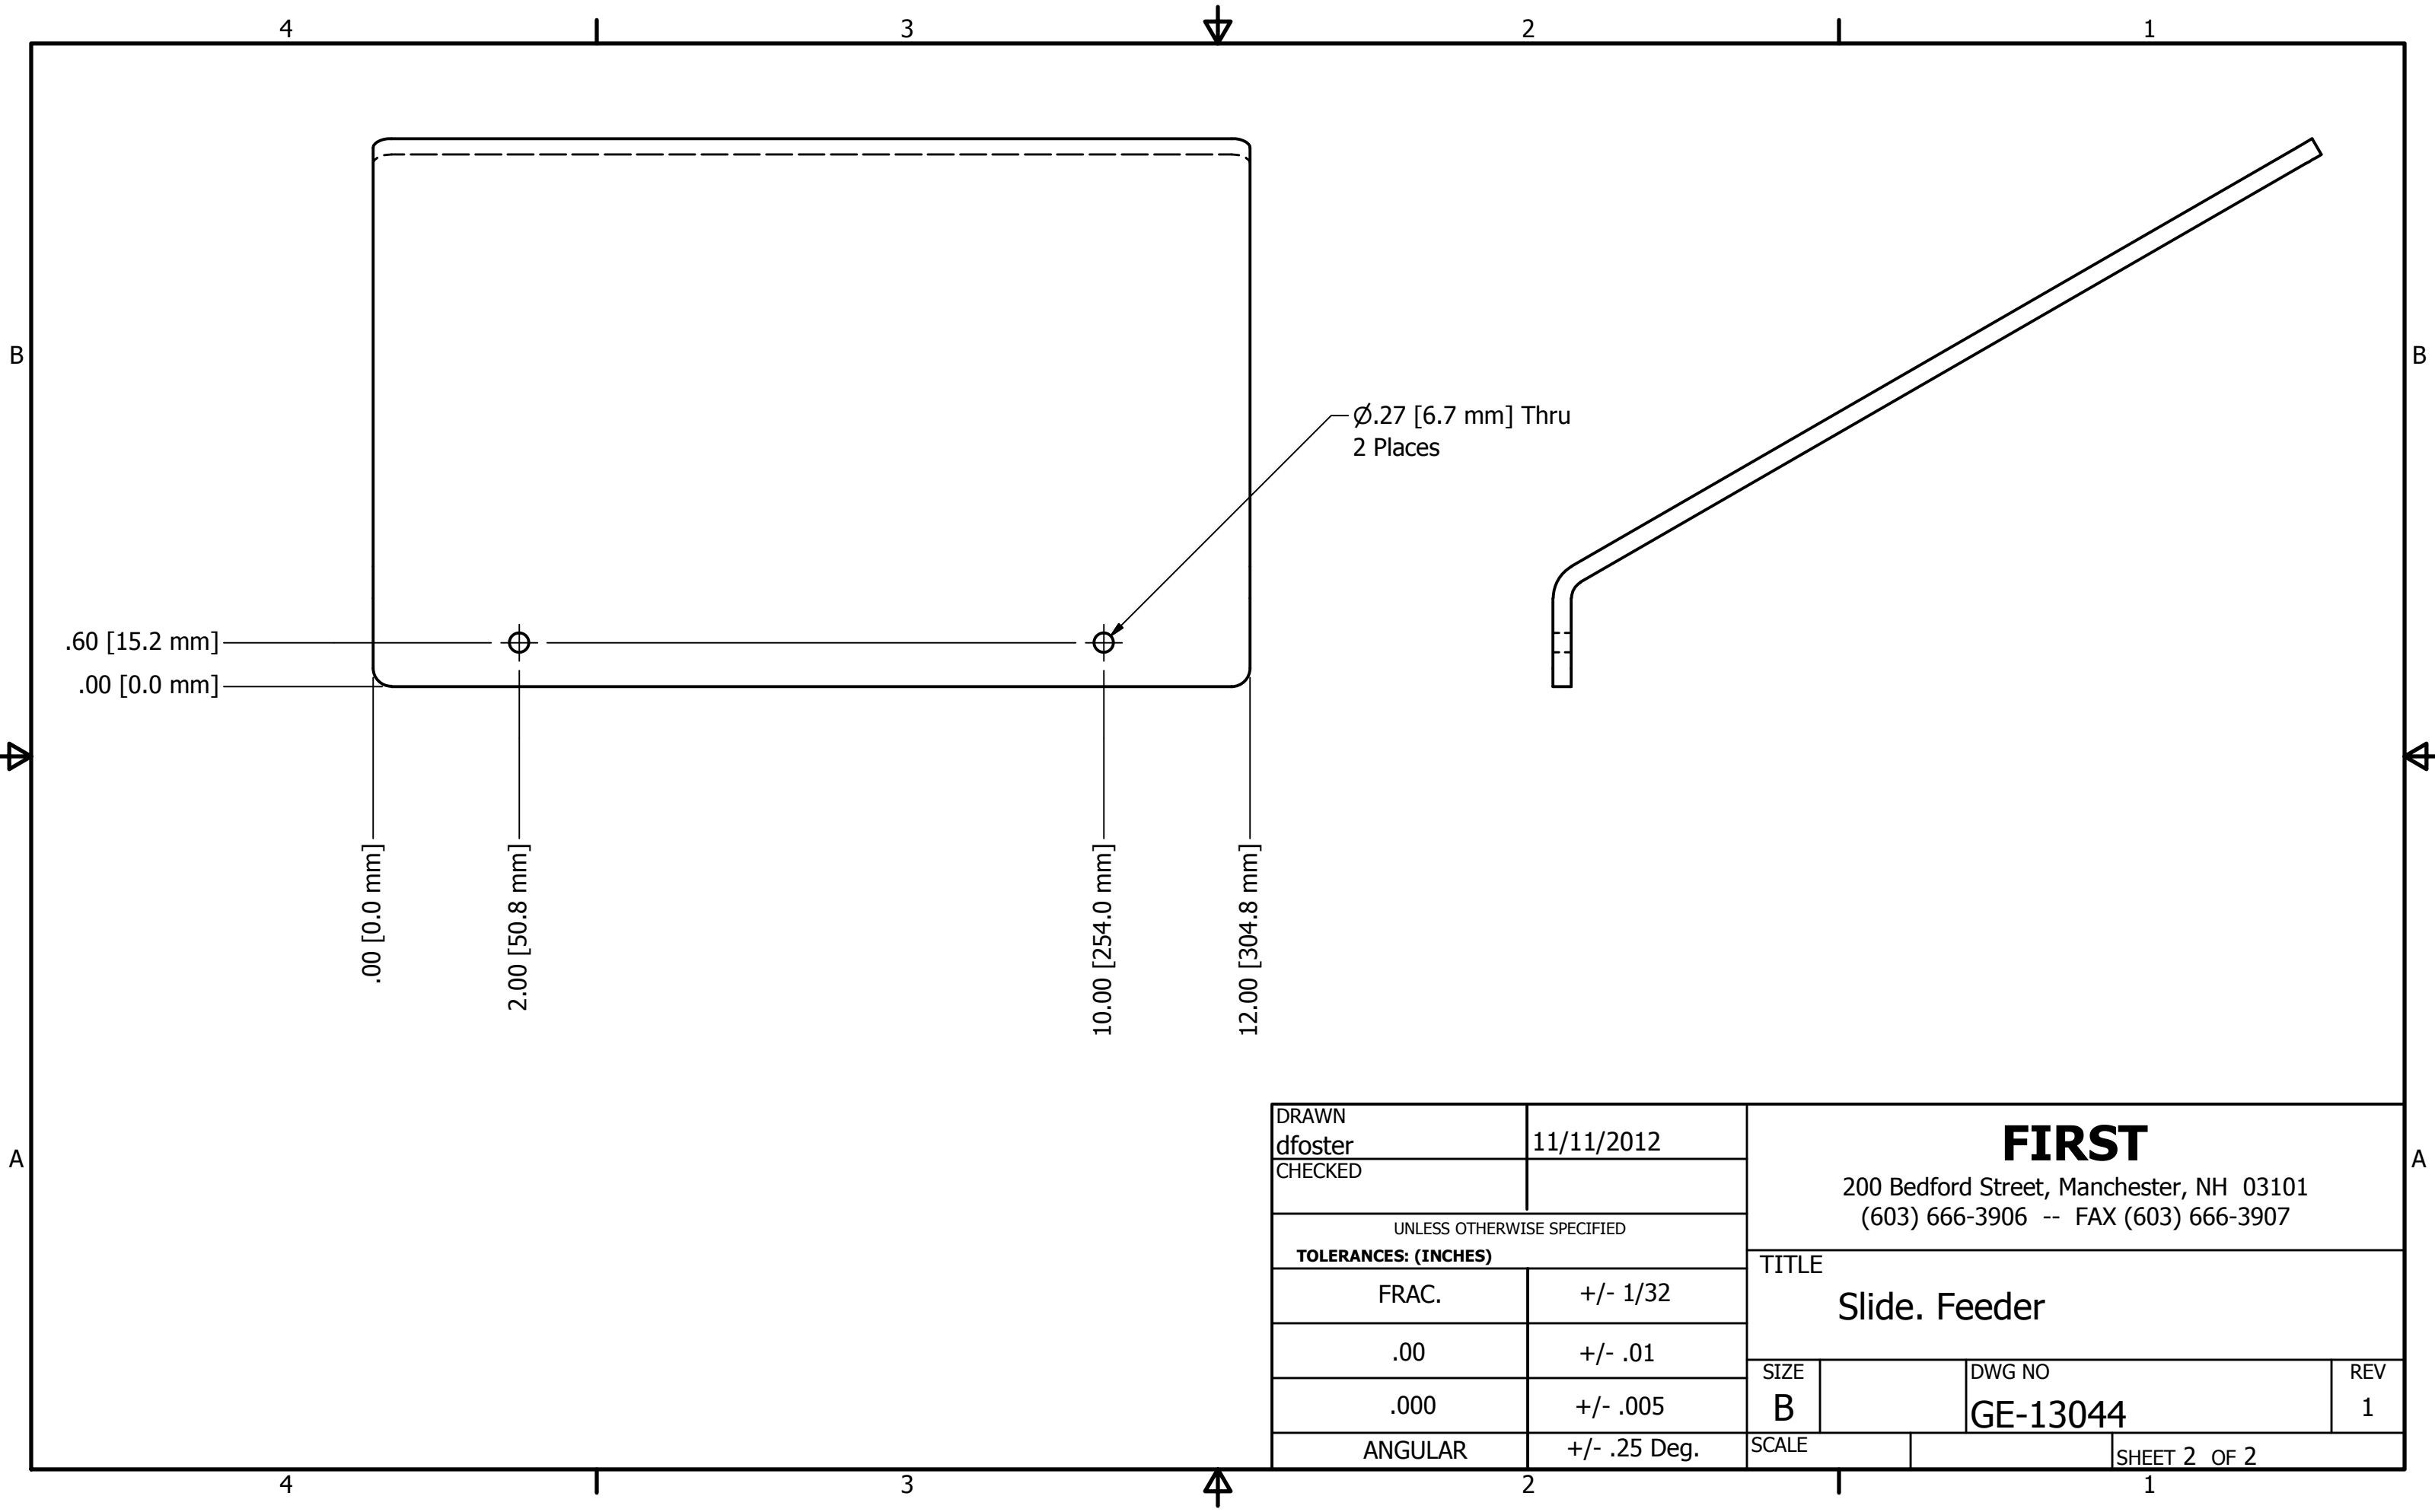 4 3 2 1
B B
Ø.27 [6.7 mm] Thru
2 Places
.60 [15.2 mm]
.00 [0.0 mm]
.00 [0.0 mm]
2.00 [50.8 mm]
10.00 [254.0 mm]
12.00 [304.8 mm]
A A
DRAWN
dfoster 11/11/2012
CHECKED
UNLESS OTHERWISE SPECIFIED
TOLERANCES: (INCHES)
FRAC. +/- 1/32
.00 +/- .01
.000 +/- .005
ANGULAR +/- .25 Deg.
FIRST
200 Bedford Street, Manchester, NH 03101
(603) 666-3906 -- FAX (603) 666-3907
TITLE
Slide. Feeder
SIZE DWG NO REV
B GE-13044 1
SCALE SHEET 2 OF 2
4 3 2 1